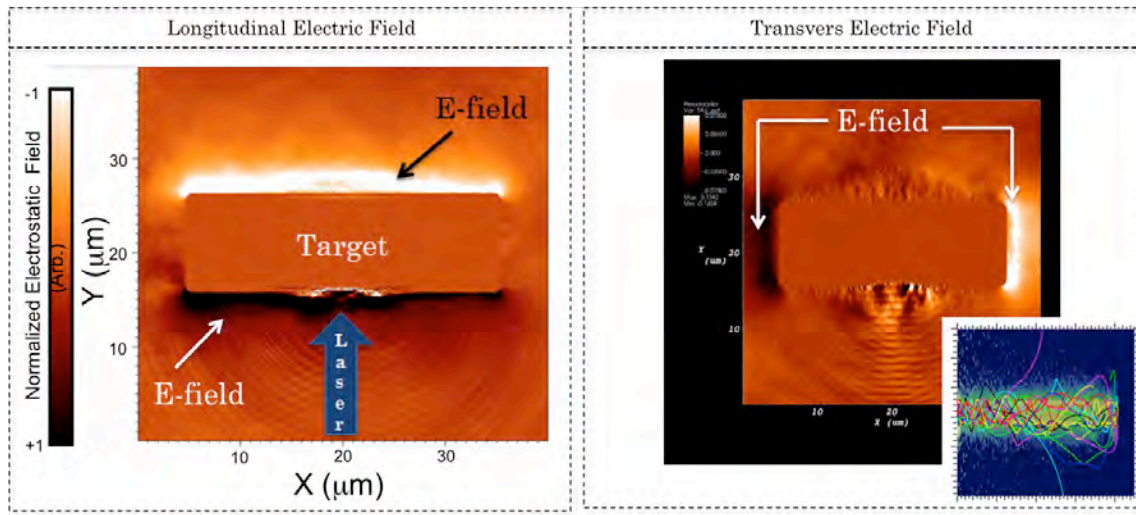 Longitudinal Electric Field
-1
Normalized Electrostatic Field
(Arb.)
+1
Y (μm)
30
20
10
E-field
Target
E-field
Laser
10
20
30
X (μm)
Transvers Electric Field
Pseudocolor
E-field
30
20
10
Y
(um)
10
20
X (um)